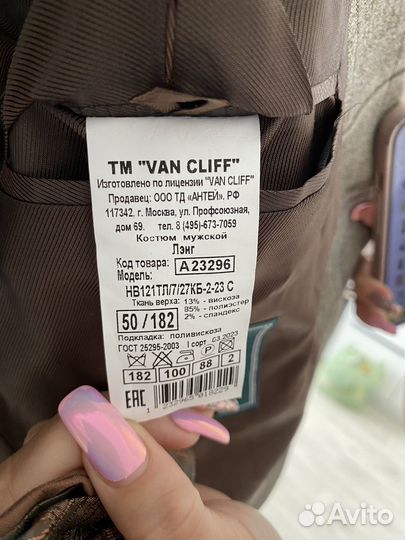 TM "VAN CLIFF"
Изготовлено по лицензии "VAN CLIFF"
Продавец: ООО ТД «АНТЕЙ», РФ
117342, г. Москва, ул. Профсоюзная,
дом 69. тел. 8 (495)-673-7059
Костюм мужской
Лэнг
Код товара: A23296
Модель:
НВ121ТЛ/7/27КБ-2-23 С
Ткань верха: 13% - вискоза
50 / 182 85% - полиэстер
2% - спандекс
Подкладка: поливискоза
ГОСТ 25295-2003 I сорт 03.2023
P
182 100 88 2
EAC
Avito